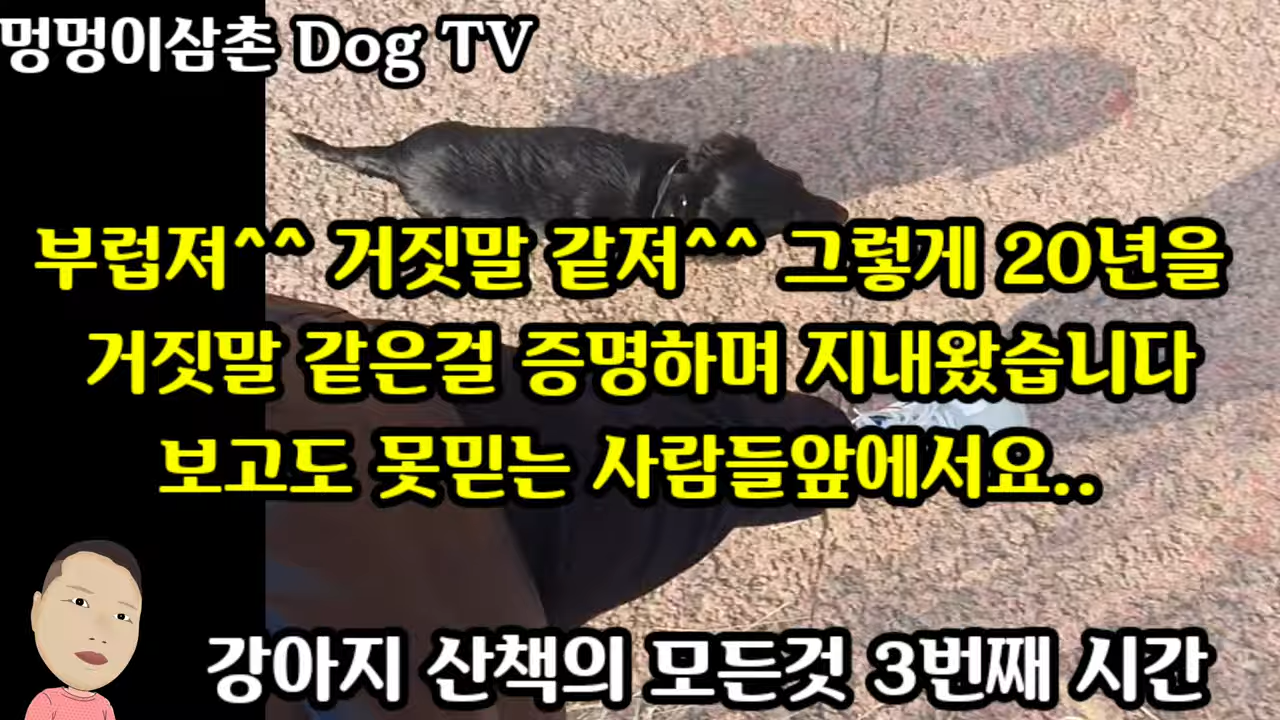 멍멍이삼촌 Dog TV
부럽져^^ 거짓말 같져^^ 그렇게 20년을
거짓말 같은걸 증명하며 지내왔습니다
보고도 못믿는 사람들앞에서요..
강아지 산책의 모든것 3번째 시간